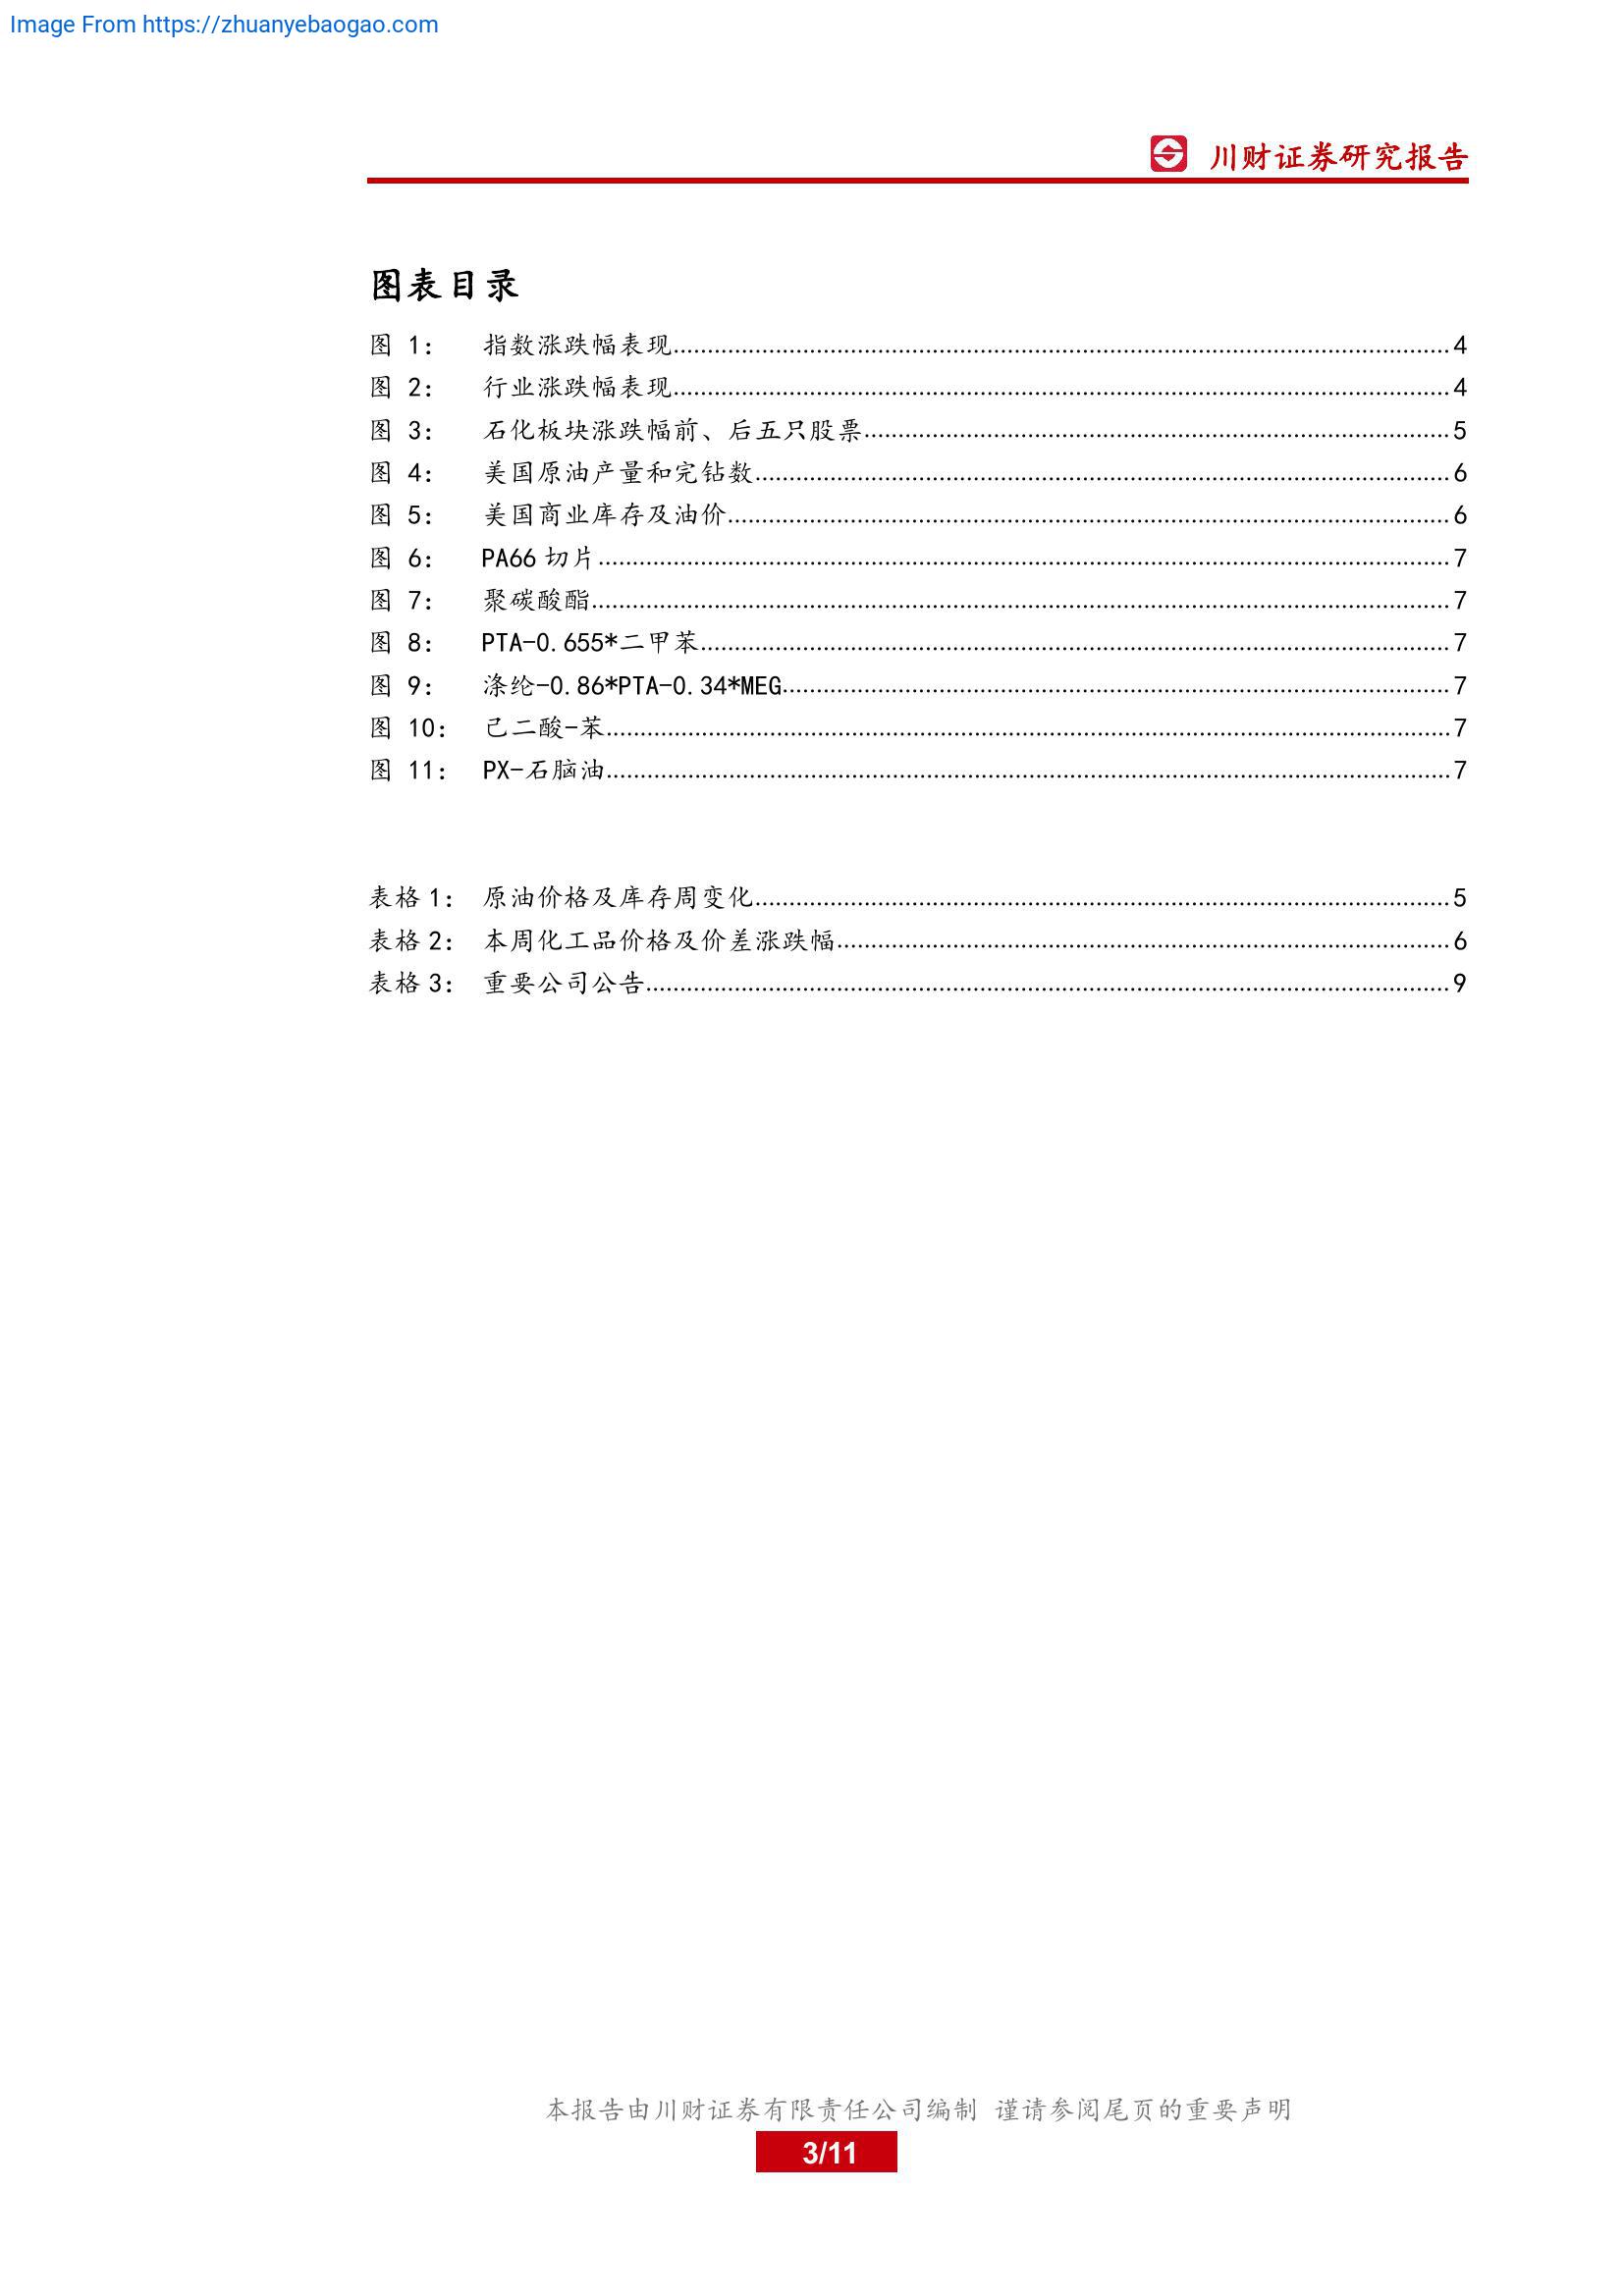 Image From https://zhuanyebaogao.com
川财证券研究报告
图表目录
图 1： 指数涨跌幅表现 4
图 2： 行业涨跌幅表现 4
图 3： 石化板块涨跌幅前、后五只股票 5
图 4： 美国原油产量和完钻数 6
图 5： 美国商业库存及油价 6
图 6： PA66 切片 7
图 7： 聚碳酸酯 7
图 8： PTA-0.655*二甲苯 7
图 9： 涤纶-0.86*PTA-0.34*MEG 7
图 10： 己二酸-苯 7
图 11： PX-石脑油 7
表格 1： 原油价格及库存周变化 5
表格 2： 本周化工品价格及价差涨跌幅 6
表格 3： 重要公司公告 9
本报告由川财证券有限责任公司编制 谨请参阅尾页的重要声明
3/11